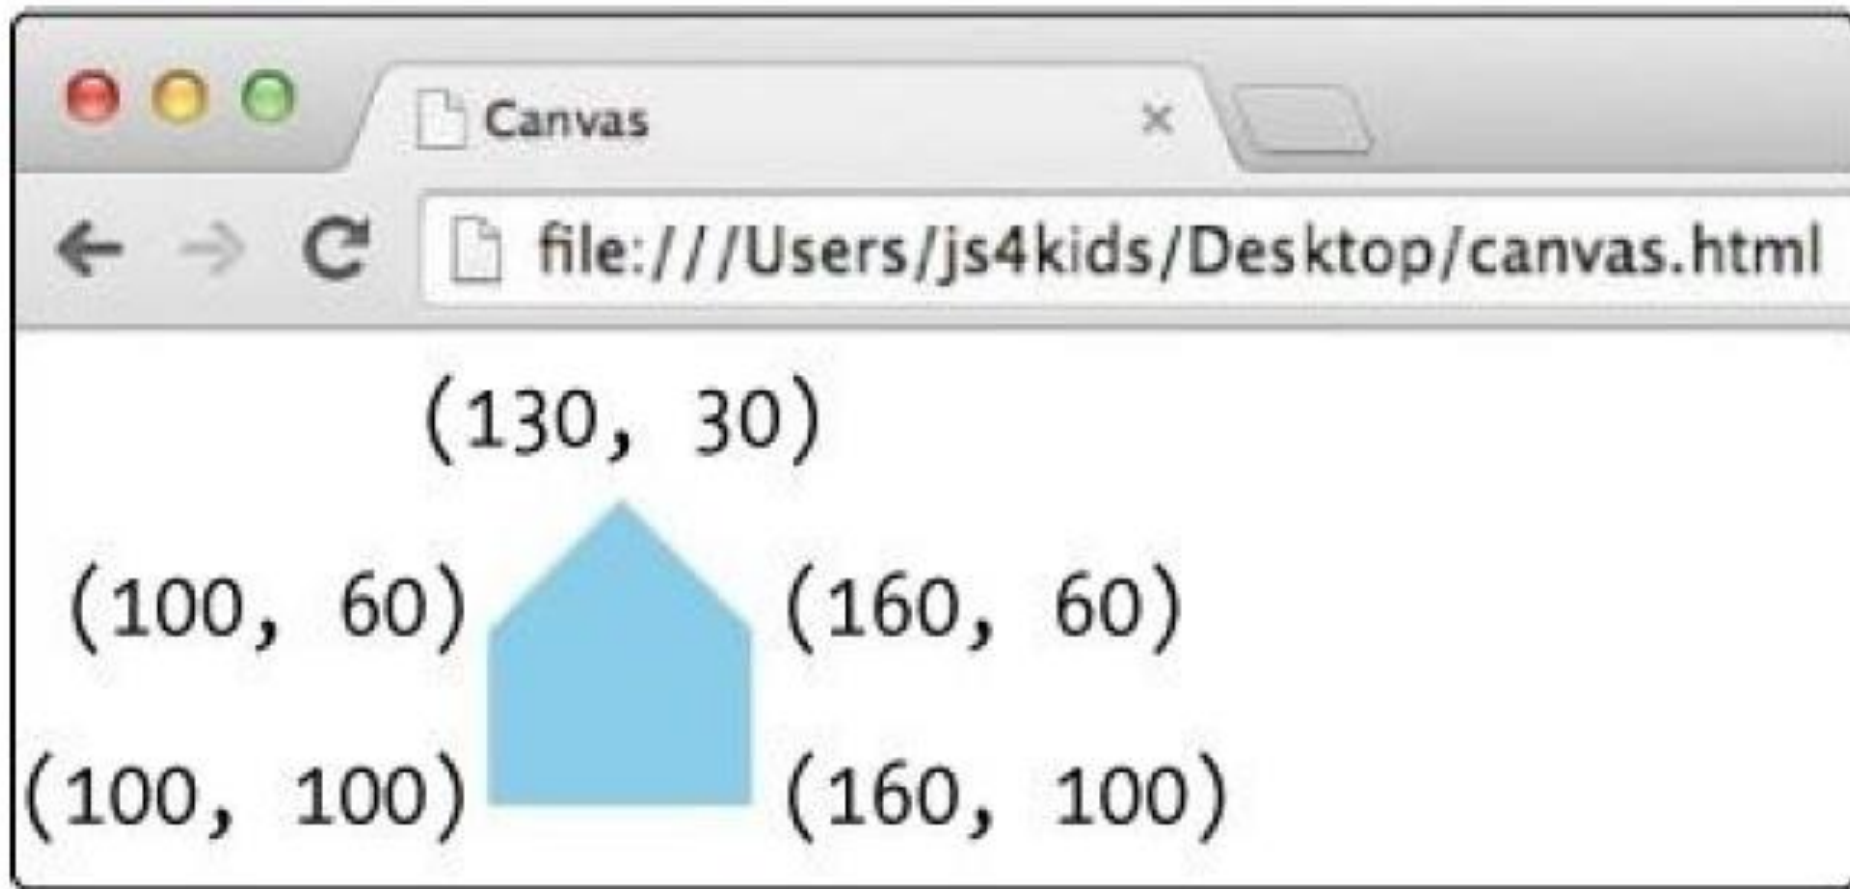 Canvas
file:///Users/js4kids/Desktop/canvas.html
(130, 30)
(100, 60) (160, 60)
(100, 100) (160, 100)